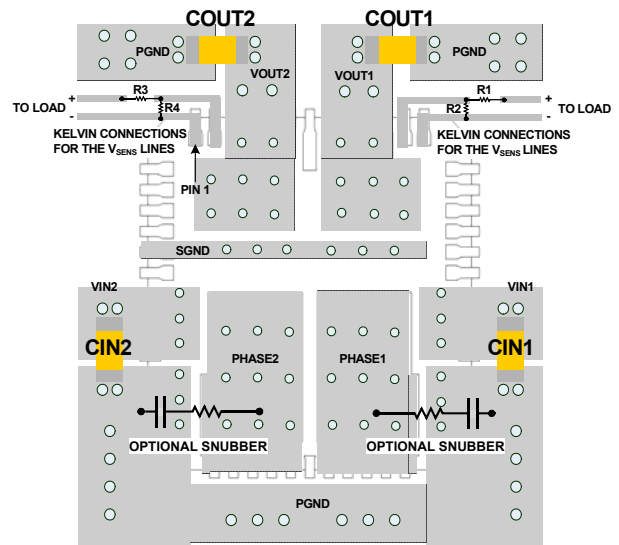 COUT2
COUT1
PGND
PGND
VOUT2
VOUT1
R3
R1
+
+
TO LOAD
R4
R2
TO LOAD
-
-
KELVIN CONNECTIONS
FOR THE VSENS LINES
KELVIN CONNECTIONS
FOR THE VSENS LINES
PIN 1
SGND
VIN2
VIN1
CIN2
CIN1
PHASE2
PHASE1
OPTIONAL SNUBBER
OPTIONAL SNUBBER
PGND